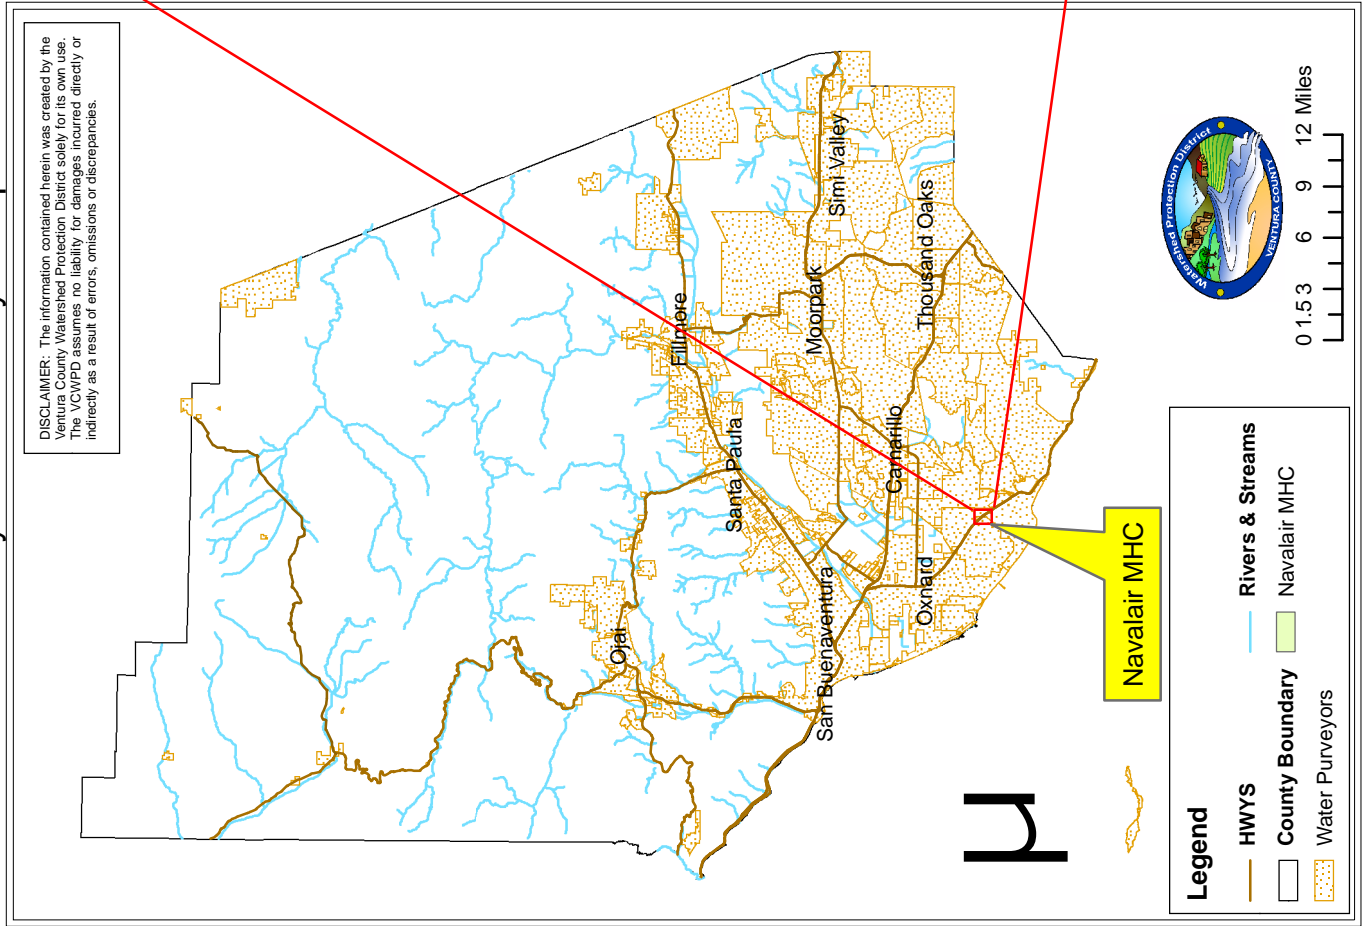 DISCLAIMER: The information contained herein was created by the
Ventura County Watershed Protection District solely for its own use.
The VCWPD assumes no liability for damages incurred directly or
indirectly as a result of errors, omissions or discrepancies.
Fillmore
Simi Valley
Moorpark
Thousand Oaks
Santa Paula
Camarillo
Ojai
San Buenaventura
Oxnard
Navalair MHC
µ
Watershed Protection District
VENTURA COUNTY
0 1.5 3 6 9 12 Miles
Legend
HWYS
County Boundary
Water Purveyors
Rivers & Streams
Navalair MHC